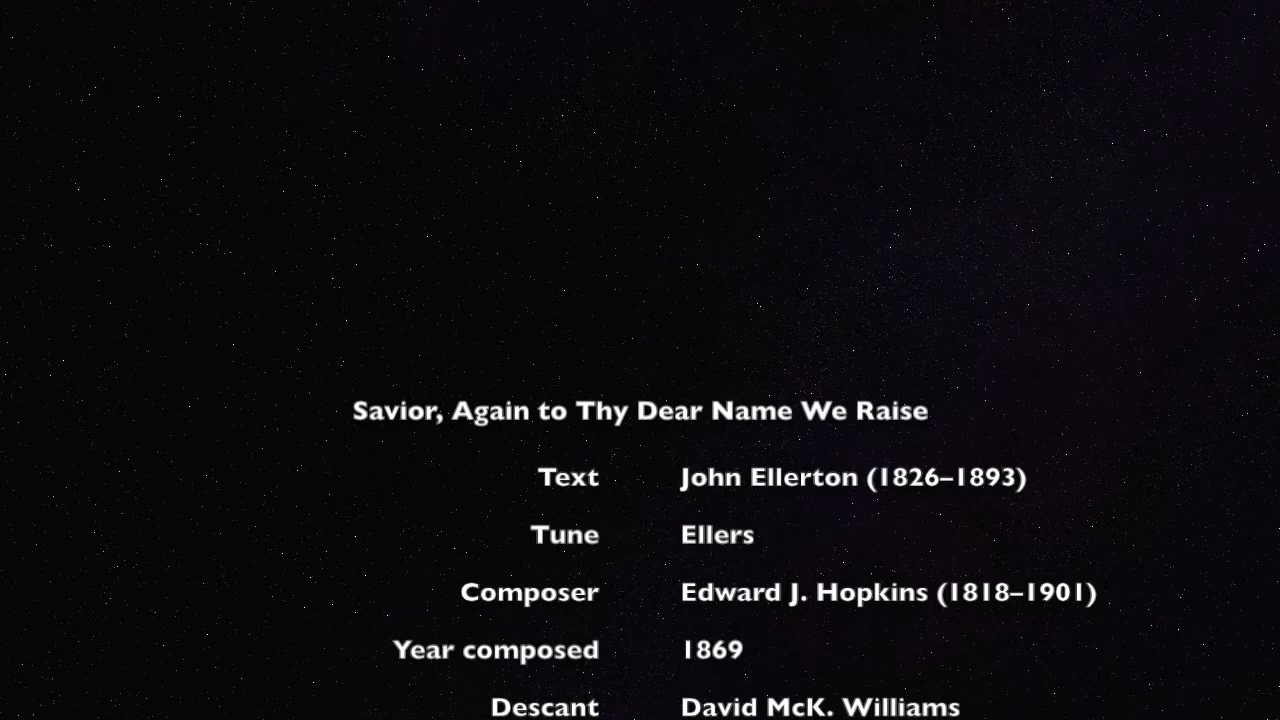 Savior, Again to Thy Dear Name We Raise
Text John Ellerton (1826–1893)
Tune Ellers
Composer Edward J. Hopkins (1818–1901)
Year composed 1869
Descant David McK. Williams